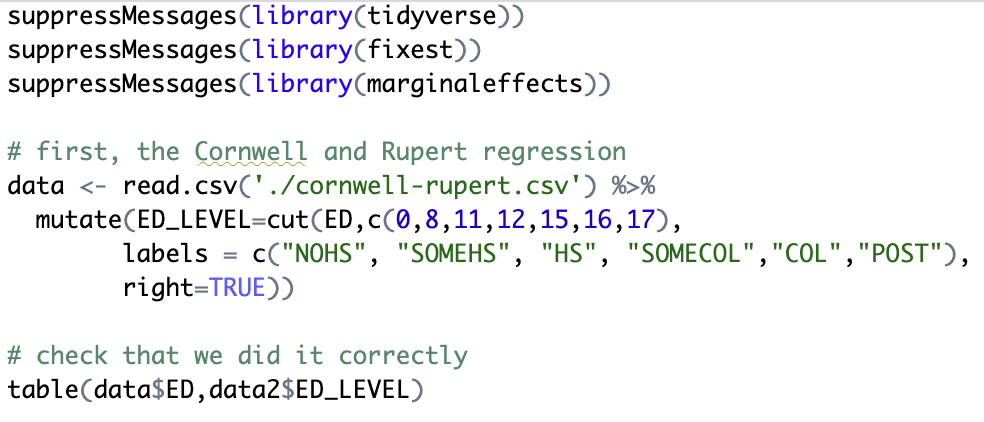 suppressMessages(library(tidyverse))
suppressMessages(library(fixest))
suppressMessages(library(marginaleffects))

# first, the Cornwell and Rupert regression
data <- read.csv('./cornwell-rupert.csv') %>%
  mutate(ED_LEVEL=cut(ED,c(0,8,11,12,15,16,17),
        labels = c("NOHS", "SOMEHS", "HS", "SOMECOL","COL","POST"),
        right=TRUE))

# check that we did it correctly
table(data$ED,data2$ED_LEVEL)